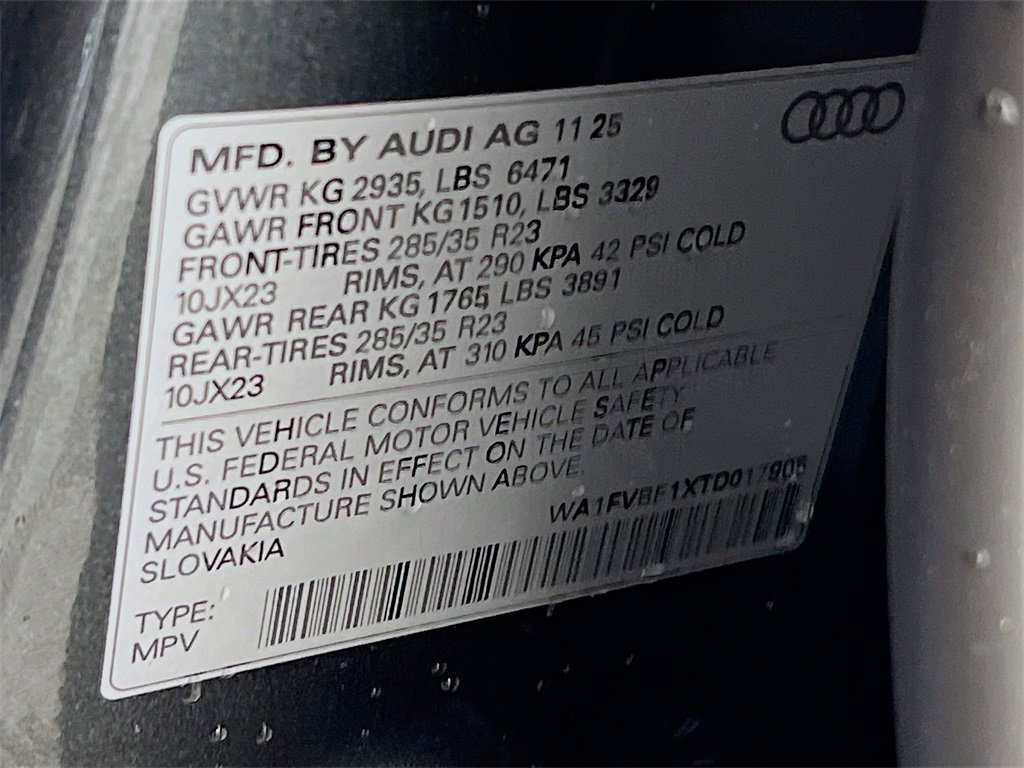 MFD. BY AUDI AG 11 25
GVWR KG 2935, LBS 6471
GAWR FRONT KG 1510, LBS 3329
FRONT-TIRES 285/35 R23
10JX23 RIMS, AT 290 KPA 42 PSI COLD
GAWR REAR KG 1765 LBS 3891
REAR-TIRES 285/35 R23
10JX23 RIMS, AT 310 KPA 45 PSI COLD
THIS VEHICLE CONFORMS TO ALL APPLICABLE
U.S. FEDERAL MOTOR VEHICLE SAFETY
STANDARDS IN EFFECT ON THE DATE OF
MANUFACTURE SHOWN ABOVE.
WA1FVBF1XTD017905
SLOVAKIA
TYPE:
MPV